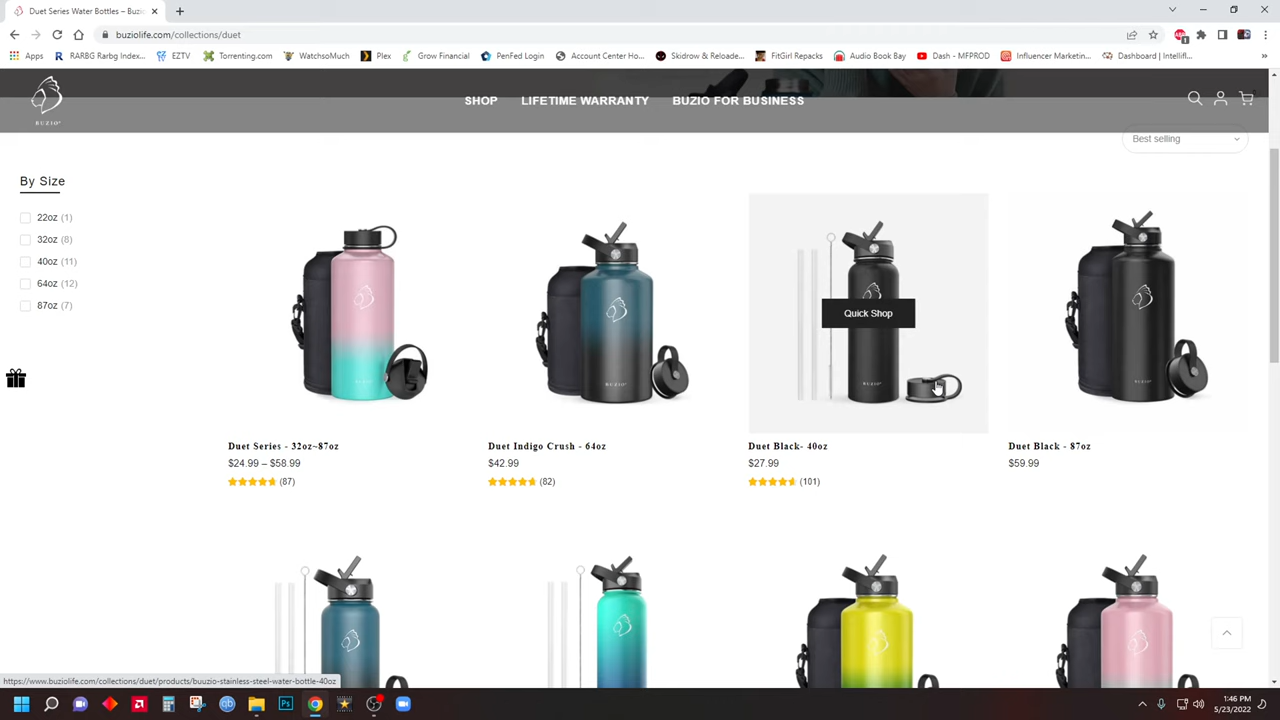 Duet Series Water Bottles – Buzi
buziolife.com/collections/duet
Apps
RARBG Rarbg Index...
EZTV
Torrenting.com
WatchsoMuch
Plex
Grow Financial
PenFed Login
Account Center Ho...
Skidrow & Reloade...
FitGirl Repacks
Audio Book Bay
Dash – MFPROD
Influencer Marketin...
Dashboard | Intellifl...
»
BUZIO®
SHOP
LIFETIME WARRANTY
BUZIO FOR BUSINESS
Best selling
By Size
22oz (1)
32oz (8)
40oz (11)
64oz (12)
87oz (7)
BUZIO®
BUZIO®
Quick Shop
BUZIO®
BUZIO®
Duet Series - 32oz~87oz
$24.99 – $58.99
(87)
Duet Indigo Crush - 64oz
$42.99
(82)
Duet Black- 40oz
$27.99
(101)
Duet Black - 87oz
$59.99
https://www.buziolife.com/collections/duet/products/buuzio-stainless-steel-water-bottle-40oz
1:46 PM
5/23/2022